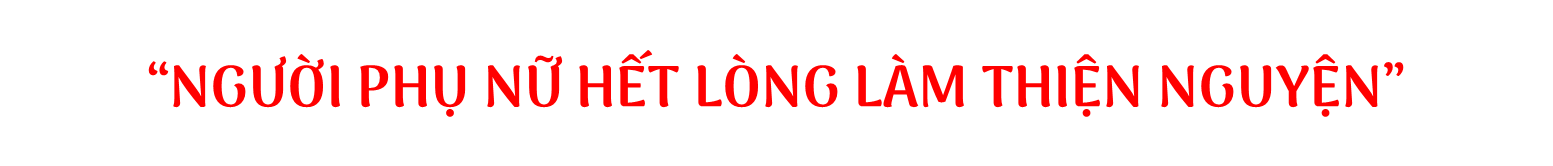 “NGƯỜI PHỤ NỮ HẾT LÒNG LÀM THIỆN NGUYỆN”